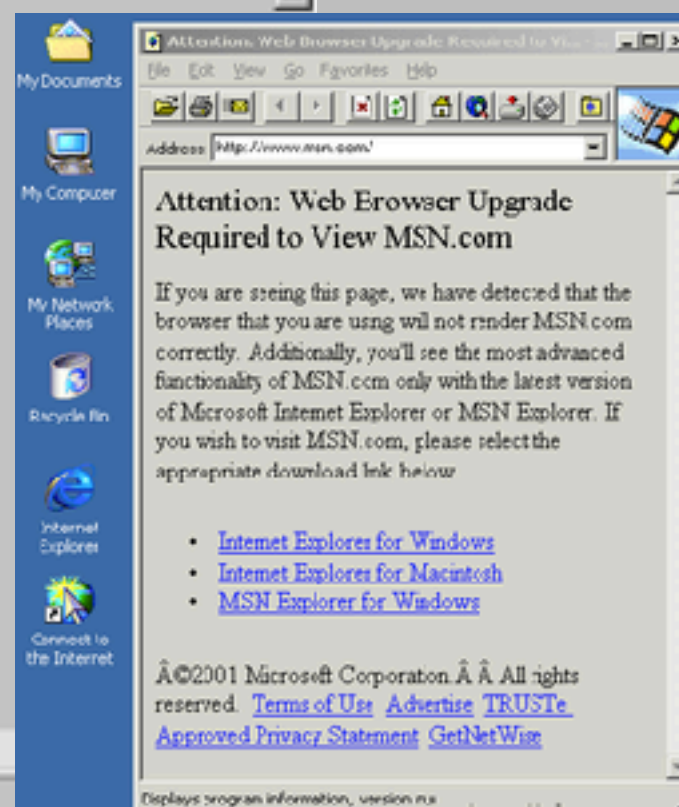 My Documents
My Computer
My Network
Places
Recycle Bin
Internet
Explorer
Connect to
the Internet
Attention: Web Browser Upgrade Required to Vi...
File Edit View Go Favorites Help
Address http://www.msn.com/
Attention: Web Browser Upgrade
Required to View MSN.com
If you are seeing this page, we have detected that the
browser that you are using will not render MSN.com
correctly. Additionally, you'll see the most advanced
functionality of MSN.com only with the latest version
of Microsoft Internet Explorer or MSN Explorer. If
you wish to visit MSN.com, please select the
appropriate download link below
• Internet Explorer for Windows
• Internet Explorer for Macintosh
• MSN Explorer for Windows
Â©2001 Microsoft Corporation.Â Â All rights
reserved. Terms of Use Advertise TRUSTe
Approved Privacy Statement GetNetWise
Displays program information, version nu